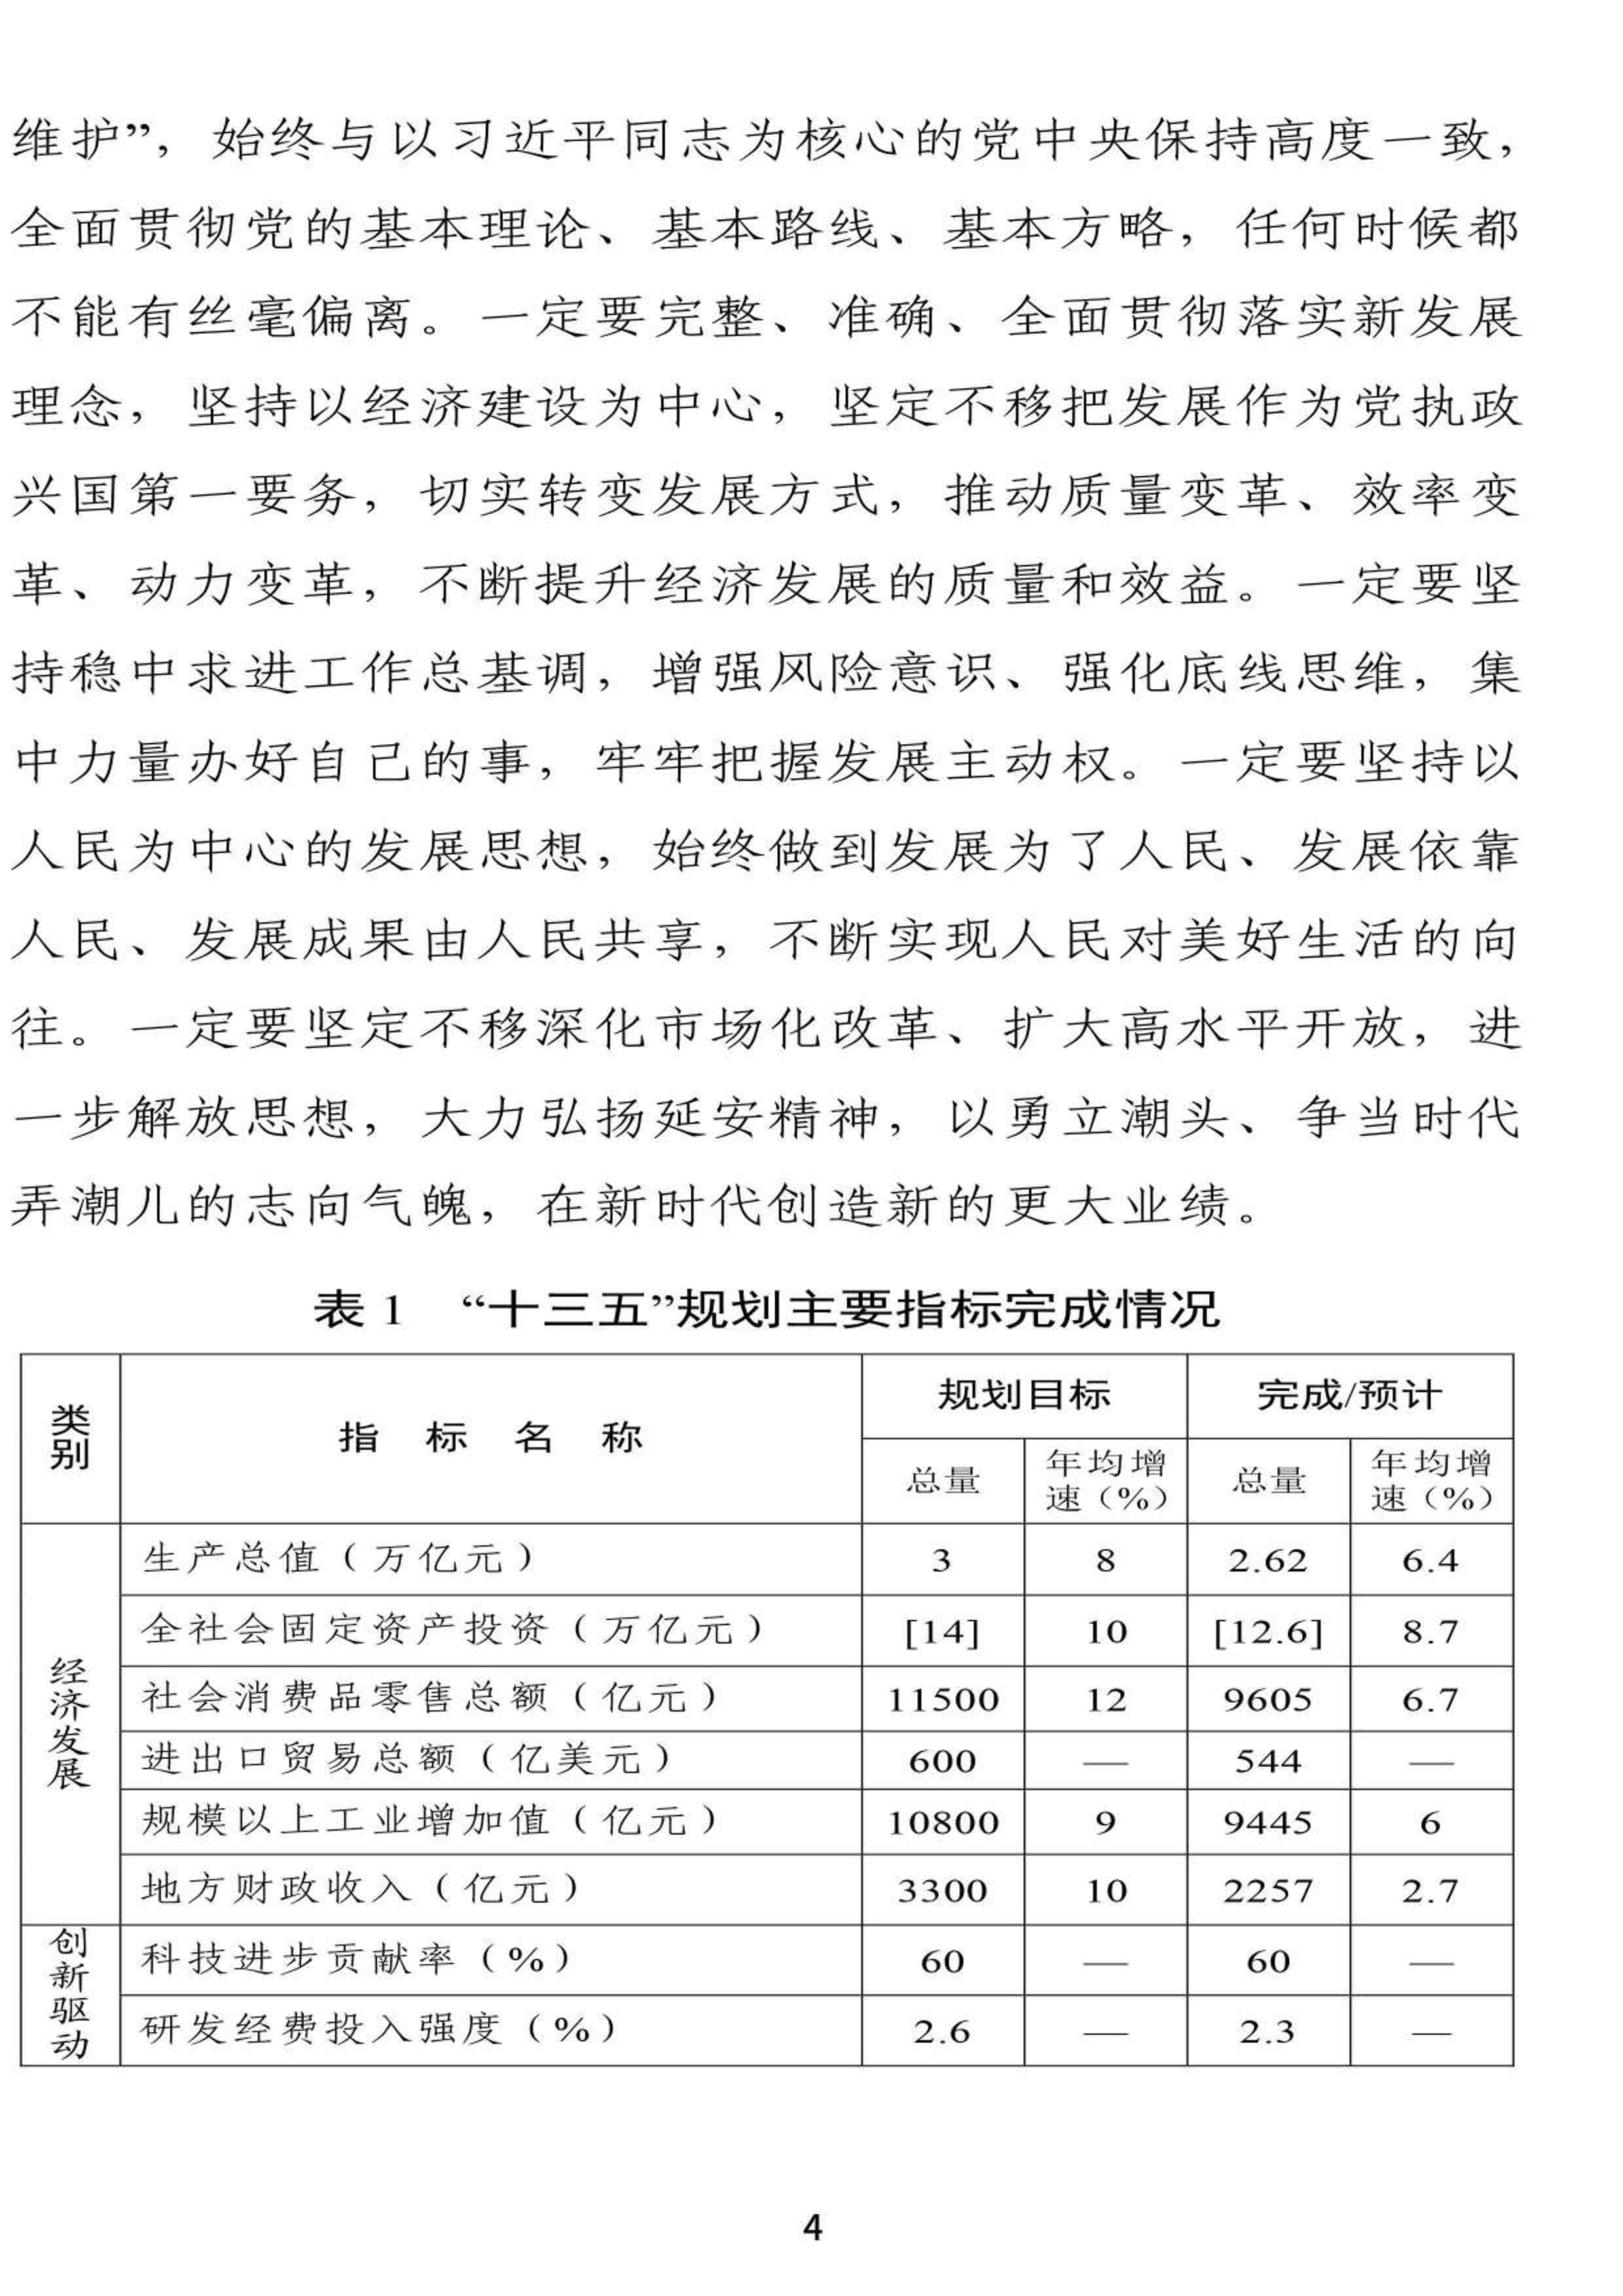 维护”，始终与以习近平同志为核心的党中央保持高度一致，
全面贯彻党的基本理论、基本路线、基本方略，任何时候都
不能有丝毫偏离。一定要完整、准确、全面贯彻落实新发展
理念，坚持以经济建设为中心，坚定不移把发展作为党执政
兴国第一要务，切实转变发展方式，推动质量变革、效率变
革、动力变革，不断提升经济发展的质量和效益。一定要坚
持稳中求进工作总基调，增强风险意识、强化底线思维，集
中力量办好自己的事，牢牢把握发展主动权。一定要坚持以
人民为中心的发展思想，始终做到发展为了人民、发展依靠
人民、发展成果由人民共享，不断实现人民对美好生活的向
往。一定要坚定不移深化市场化改革、扩大高水平开放，进
一步解放思想，大力弘扬延安精神，以勇立潮头、争当时代
弄潮儿的志向气魄，在新时代创造新的更大业绩。
表 1 “十三五”规划主要指标完成情况
类别 指标名称 规划目标 完成/预计
总量 年均增速（%） 总量 年均增速（%）
经济发展
生产总值（万亿元） 3 8 2.62 6.4
全社会固定资产投资（万亿元） [14] 10 [12.6] 8.7
社会消费品零售总额（亿元） 11500 12 9605 6.7
进出口贸易总额（亿美元） 600 — 544 —
规模以上工业增加值（亿元） 10800 9 9445 6
地方财政收入（亿元） 3300 10 2257 2.7
创新驱动
科技进步贡献率（%） 60 — 60 —
研发经费投入强度（%） 2.6 — 2.3 —
4